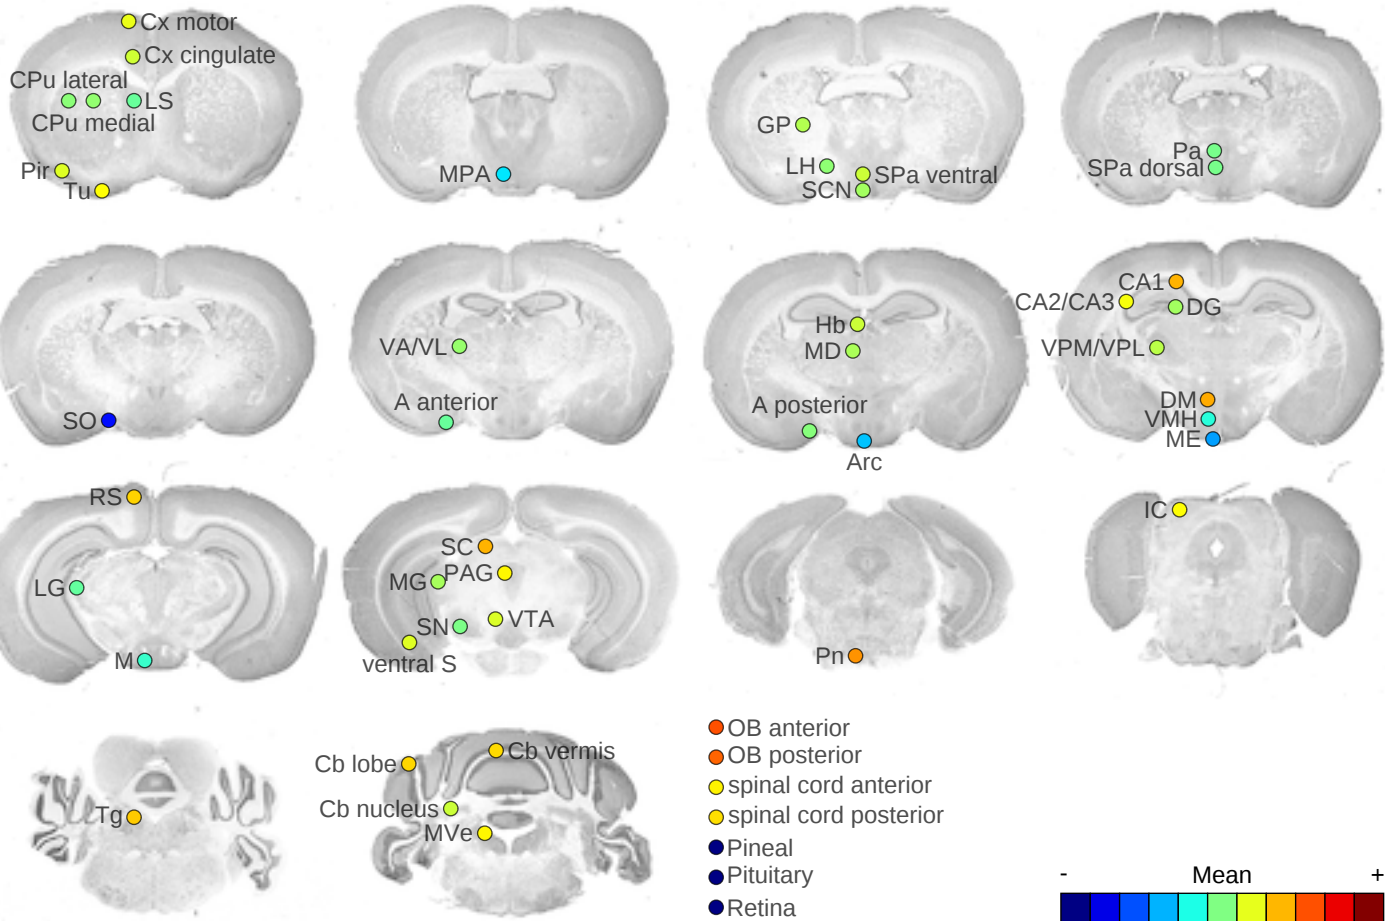 Cx motor
Cx cingulate
CPu lateral
LS
CPu medial
Pir
Tu
MPA
GP
LH
SPa ventral
SCN
Pa
SPa dorsal
SO
VA/VL
A anterior
Hb
MD
A posterior
Arc
CA1
CA2/CA3
DG
VPM/VPL
DM
VMH
ME
RS
LG
M
SC
PAG
MG
VTA
SN
ventral S
Pn
IC
Tg
Cb vermis
Cb lobe
Cb nucleus
MVe
OB anterior
OB posterior
spinal cord anterior
spinal cord posterior
Pineal
Pituitary
Retina
- Mean +